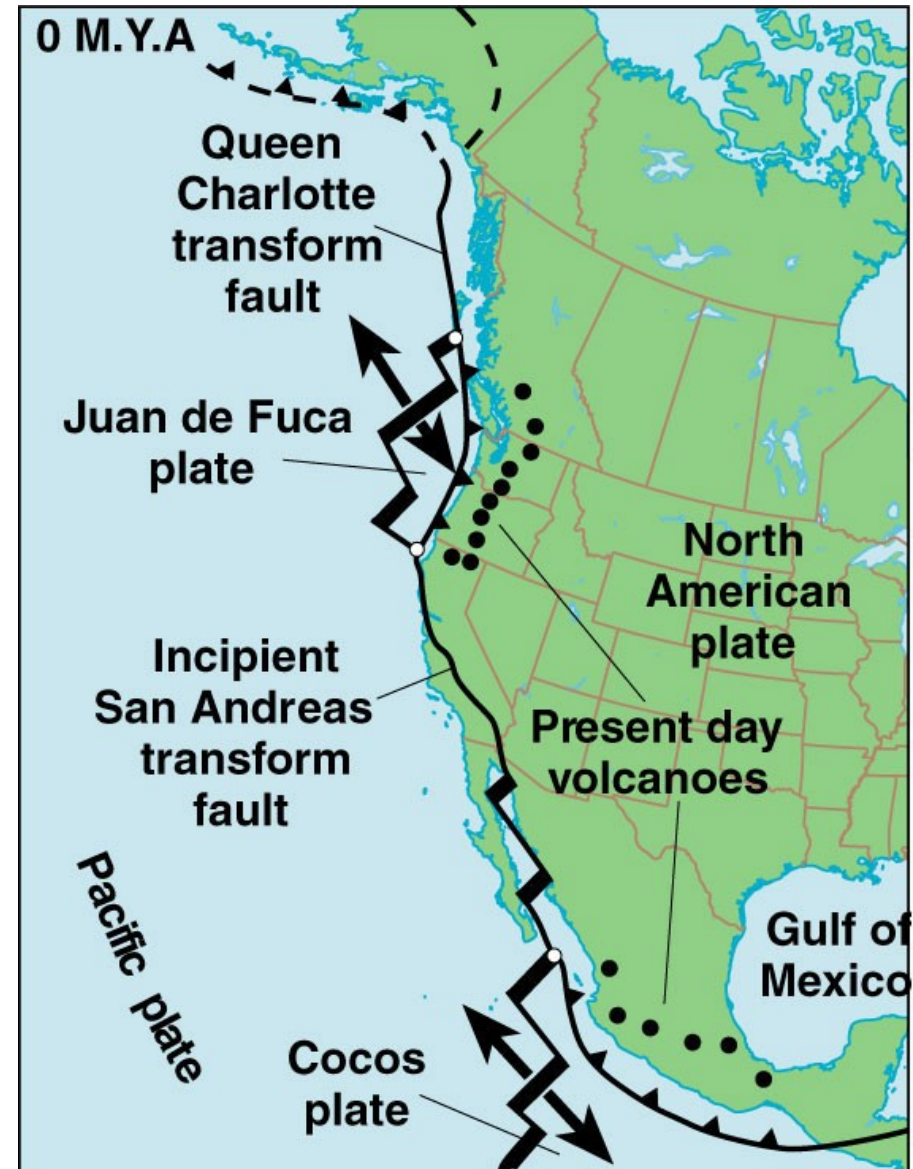 0 M.Y.A
Queen
Charlotte
transform
fault
Juan de Fuca
plate
North
American
plate
Incipient
San Andreas
transform
fault
Present day
volcanoes
Pacific plate
Gulf of
Mexico
Cocos
plate